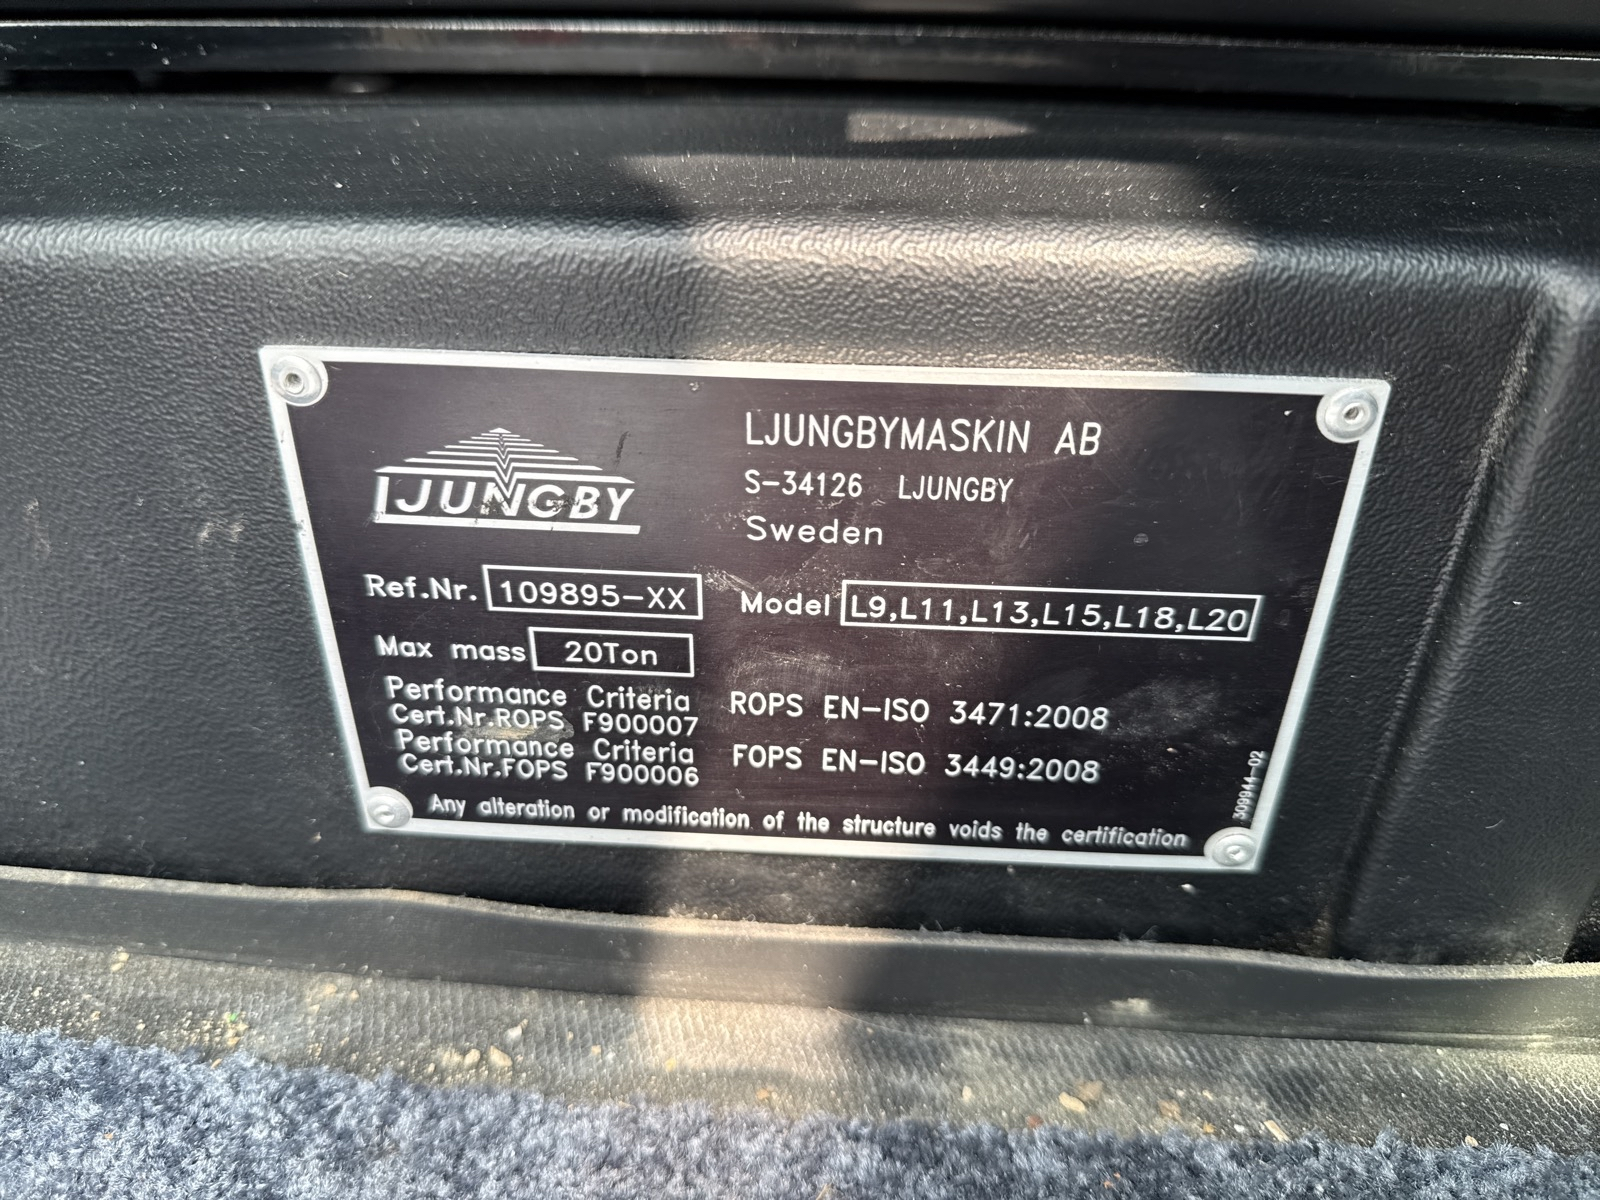 LJUNGBY
LJUNGBYMASKIN AB
S-34126 LJUNGBY
Sweden
Ref.Nr. 109895-XX Model L9,L11,L13,L15,L18,L20
Max mass 20Ton
Performance Criteria ROPS EN-ISO 3471:2008
Cert.Nr.ROPS F900007
Performance Criteria FOPS EN-ISO 3449:2008
Cert.Nr.FOPS F900006
Any alteration or modification of the structure voids the certification
309944-02